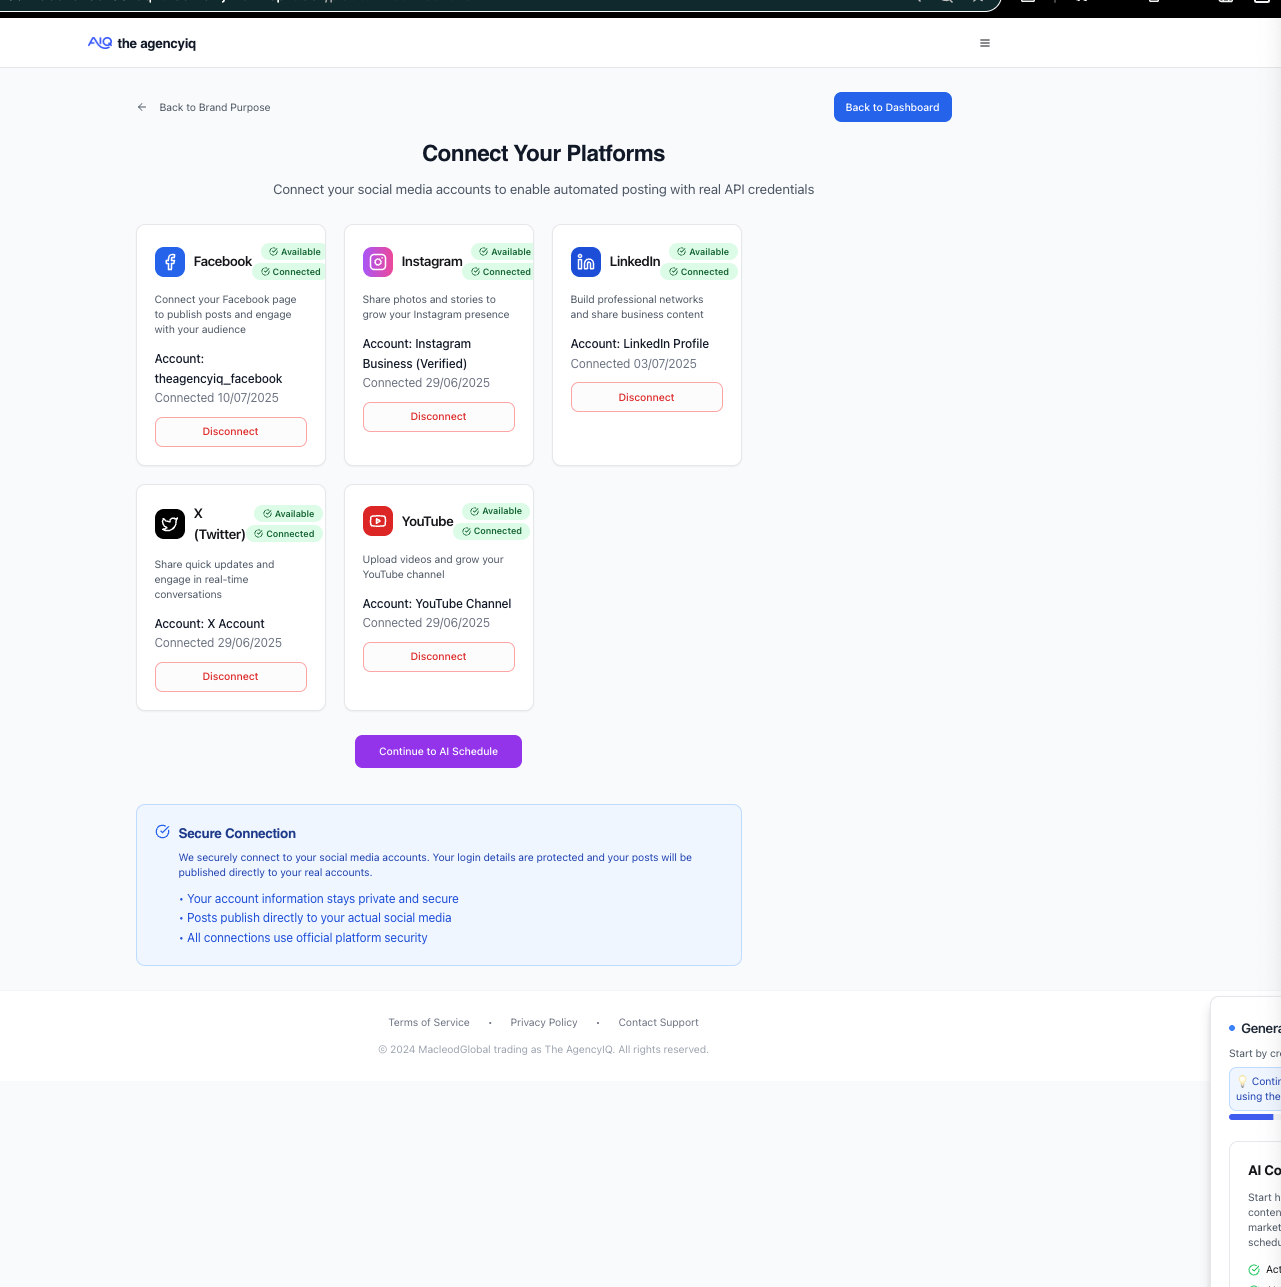 AIQ the agencyiq
Back to Brand Purpose
Back to Dashboard
Connect Your Platforms
Connect your social media accounts to enable automated posting with real API credentials
Facebook
Available
Connected
Connect your Facebook page
to publish posts and engage
with your audience
Account:
theagencyiq_facebook
Connected 10/07/2025
Disconnect
Instagram
Available
Connected
Share photos and stories to
grow your Instagram presence
Account: Instagram
Business (Verified)
Connected 29/06/2025
Disconnect
LinkedIn
Available
Connected
Build professional networks
and share business content
Account: LinkedIn Profile
Connected 03/07/2025
Disconnect
X
(Twitter)
Available
Connected
Share quick updates and
engage in real-time
conversations
Account: X Account
Connected 29/06/2025
Disconnect
YouTube
Available
Connected
Upload videos and grow your
YouTube channel
Account: YouTube Channel
Connected 29/06/2025
Disconnect
Continue to AI Schedule
Secure Connection
We securely connect to your social media accounts. Your login details are protected and your posts will be
published directly to your real accounts.
• Your account information stays private and secure
• Posts publish directly to your actual social media
• All connections use official platform security
Terms of Service • Privacy Policy • Contact Support
© 2024 MacleodGlobal trading as The AgencyIQ. All rights reserved.
Start by
using the
AI
Start